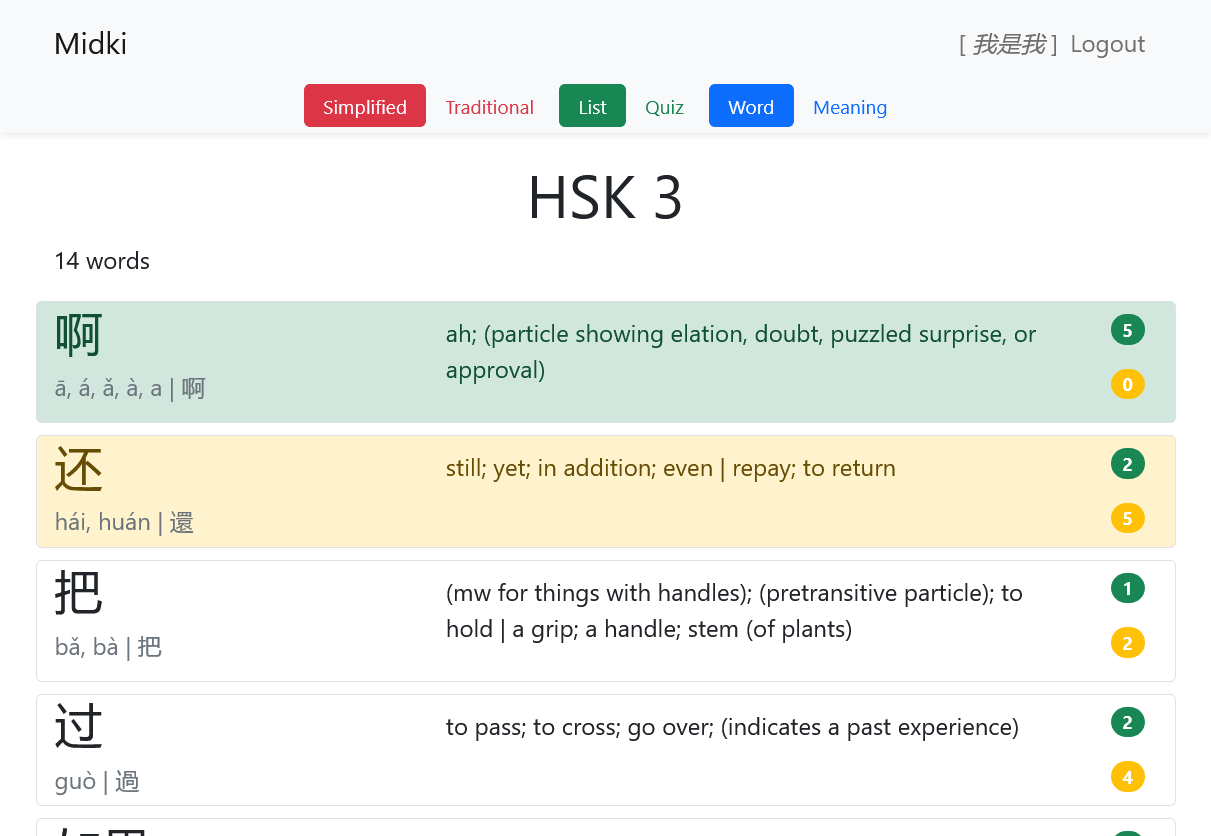 Midki
[ 我是我 ] Logout
Simplified Traditional List Quiz Word Meaning
HSK 3
14 words
啊
ā, á, ǎ, à, a | 啊
ah; (particle showing elation, doubt, puzzled surprise, or
approval)
5
0
还
hái, huán | 還
still; yet; in addition; even | repay; to return
2
5
把
bǎ, bà | 把
(mw for things with handles); (pretransitive particle); to
hold | a grip; a handle; stem (of plants)
1
2
过
guò | 過
to pass; to cross; go over; (indicates a past experience)
2
4